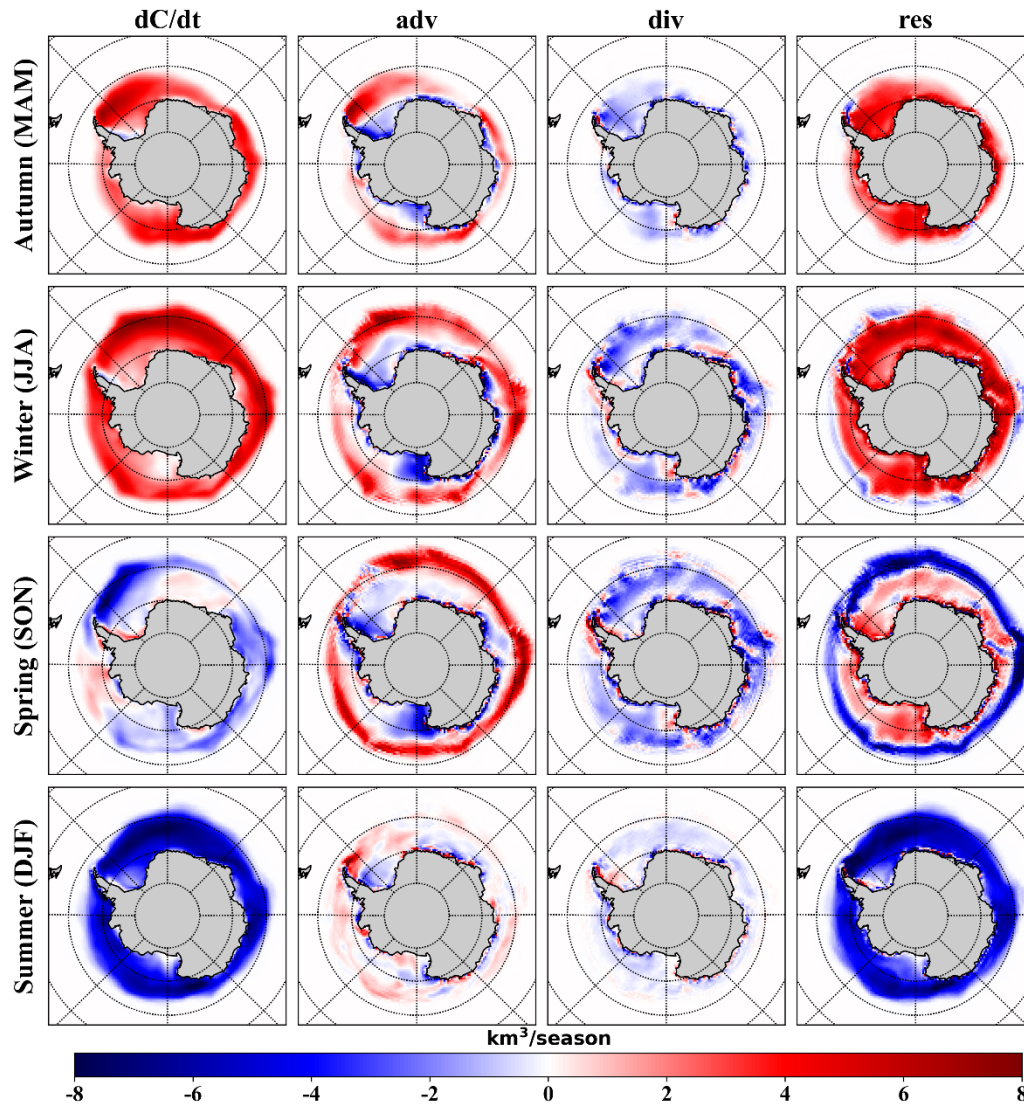 dC/dt adv div res
Autumn (MAM)
Winter (JJA)
Spring (SON)
Summer (DJF)
km³/season
-8 -6 -4 -2 0 2 4 6 8